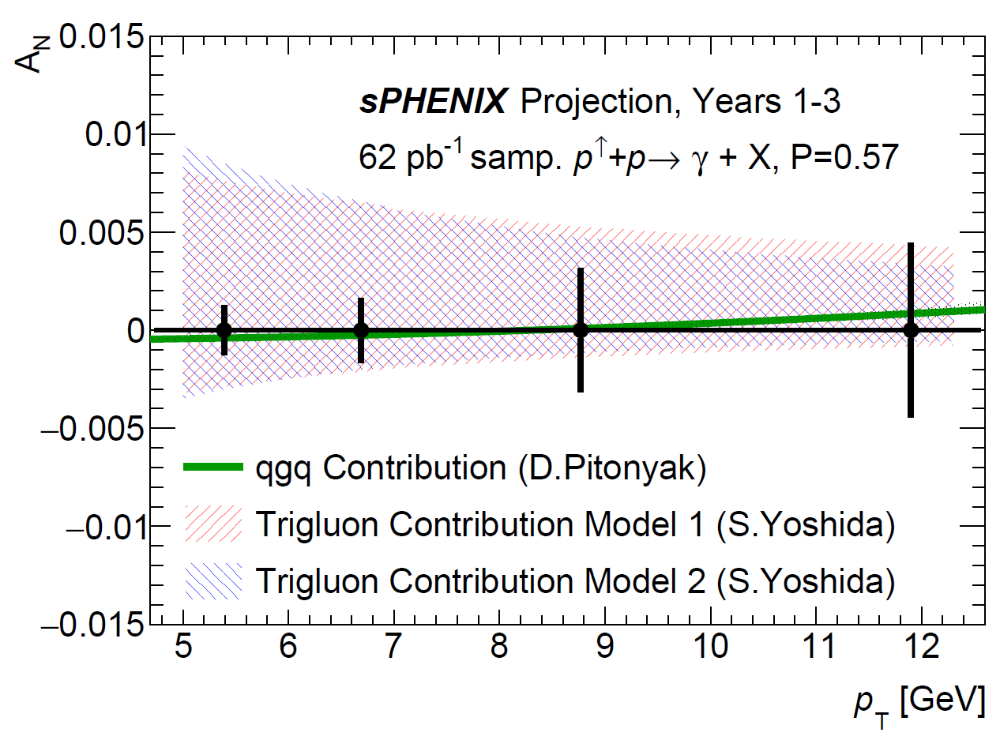 A_N
0.015
0.01
0.005
0
−0.005
−0.01
−0.015
sPHENIX Projection, Years 1-3
62 pb⁻¹ samp. p↑+p→ γ + X, P=0.57
qgq Contribution (D.Pitonyak)
Trigluon Contribution Model 1 (S.Yoshida)
Trigluon Contribution Model 2 (S.Yoshida)
5 6 7 8 9 10 11 12
p_T [GeV]